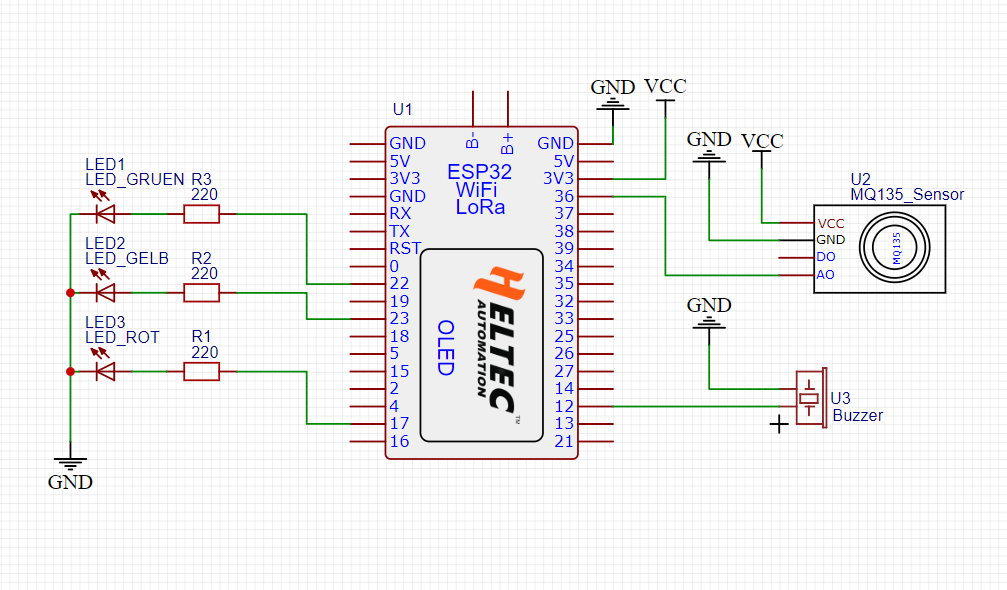 GND
VCC
U1
B-
B+
GND
5V
3V3
GND
RX
TX
RST
0
22
19
23
18
5
15
2
4
17
16
ESP32
WiFi
LoRa
OLED
HELTEC
AUTOMATION
TM
GND
5V
3V3
36
37
38
39
34
35
32
33
25
26
27
14
12
13
21
LED1
LED_GRUEN
R3
220
LED2
LED_GELB
R2
220
LED3
LED_ROT
R1
220
GND
GND
VCC
U2
MQ135_Sensor
VCC
GND
DO
AO
MQ135
GND
U3
Buzzer
+